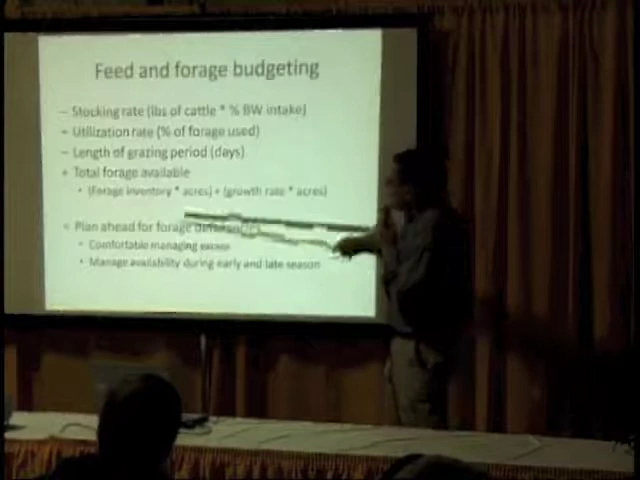 Feed and forage budgeting
– Stocking rate (lbs of cattle * % BW intake)
– Utilization rate (% of forage used)
– Length of grazing period (days)
+ Total forage available
• (Forage inventory * acres) + (growth rate * acres)
+ Plan ahead for forage
• Comfortable managing excess
• Manage availability during early and late season